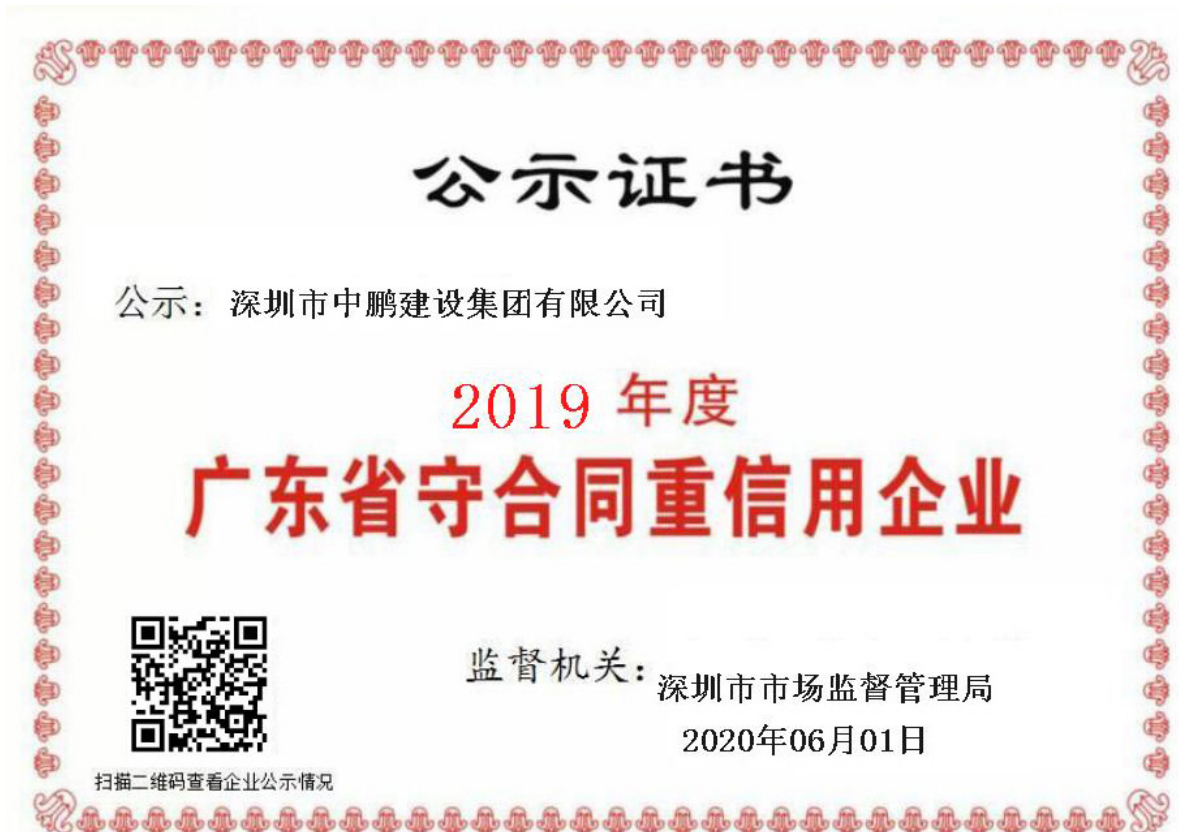 公示证书
公示：深圳市中鹏建设集团有限公司
2019 年度
广东省守合同重信用企业
监督机关：深圳市市场监督管理局
2020年06月01日
扫描二维码查看企业公示情况